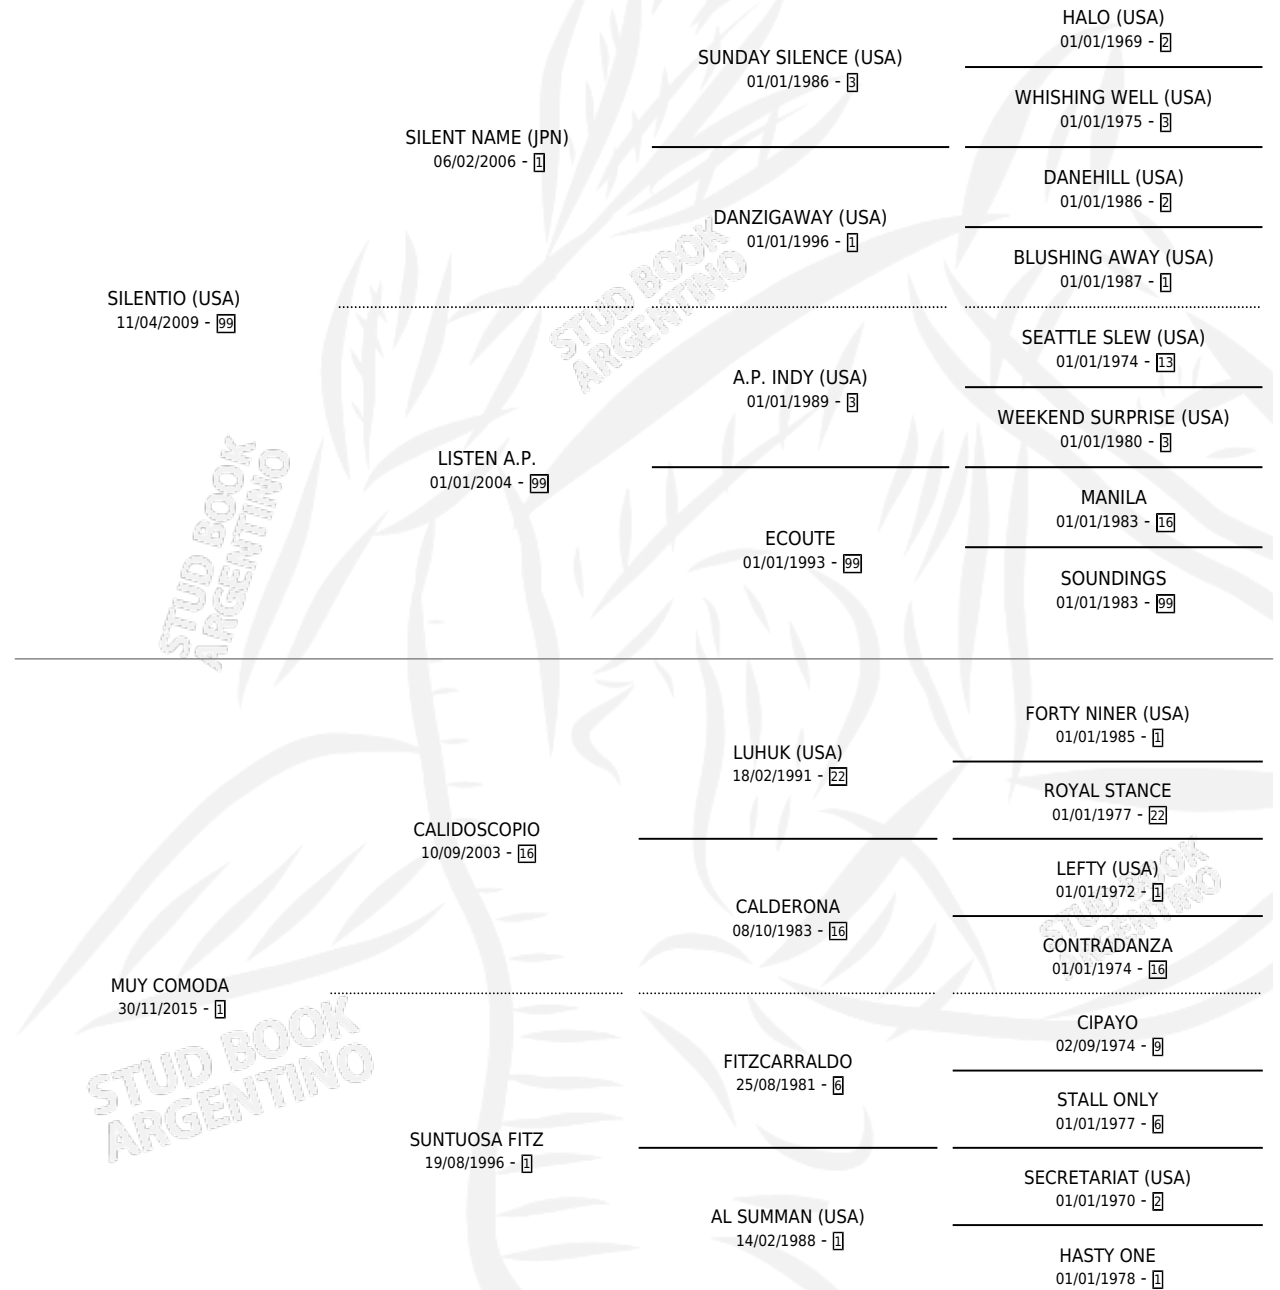 HALO (USA)
01/01/1969 - 2
SUNDAY SILENCE (USA)
01/01/1986 - 3
WHISHING WELL (USA)
01/01/1975 - 3
SILENT NAME (JPN)
06/02/2006 - 1
DANEHILL (USA)
01/01/1986 - 2
DANZIGAWAY (USA)
01/01/1996 - 1
BLUSHING AWAY (USA)
01/01/1987 - 1
SILENTIO (USA)
11/04/2009 - 99
STUD BOOK
ARGENTINO
SEATTLE SLEW (USA)
01/01/1974 - 13
A.P. INDY (USA)
01/01/1989 - 3
WEEKEND SURPRISE (USA)
01/01/1980 - 3
LISTEN A.P.
01/01/2004 - 99
MANILA
01/01/1983 - 16
ECOUTE
01/01/1993 - 99
SOUNDINGS
01/01/1983 - 99
STUD BOOK
ARGENTINO
FORTY NINER (USA)
01/01/1985 - 1
LUHUK (USA)
18/02/1991 - 22
ROYAL STANCE
01/01/1977 - 22
CALIDOSCOPIO
10/09/2003 - 16
LEFTY (USA)
01/01/1972 - 1
CALDERONA
08/10/1983 - 16
CONTRADANZA
01/01/1974 - 16
STUD BOOK
ARGENTINO
MUY COMODA
30/11/2015 - 1
STUD BOOK
ARGENTINO
CIPAYO
02/09/1974 - 9
FITZCARRALDO
25/08/1981 - 6
STALL ONLY
01/01/1977 - 6
SUNTUOSA FITZ
19/08/1996 - 1
SECRETARIAT (USA)
01/01/1970 - 2
AL SUMMAN (USA)
14/02/1988 - 1
HASTY ONE
01/01/1978 - 1